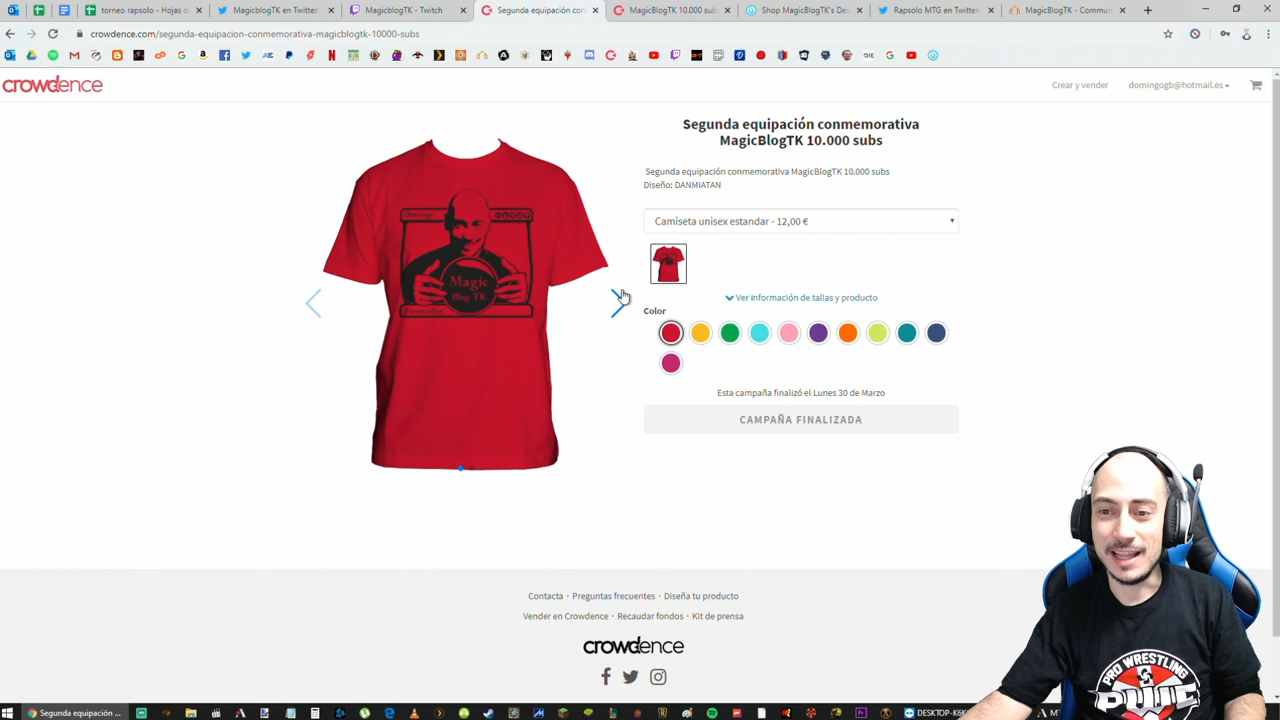 torneo rapsolo - Hojas d
MagicblogTK en Twitter:
MagicblogTK - Twitch
Segunda equipación con
MagicBlogTK 10.000 subs
Shop MagicBlogTK's Des
Rapsolo MTG en Twitter
MagicBlogTK - Commun
crowdence.com/segunda-equipacion-conmemorativa-magicblogtk-10000-subs
crowdence
Crear y vender
domingogb@hotmail.es
Segunda equipación conmemorativa
MagicBlogTK 10.000 subs
Segunda equipación conmemorativa MagicBlogTK 10.000 subs
Diseño: DANMIATAN
Camiseta unisex estandar - 12,00 €
Domingo
Magic
Blog TK
Ver información de tallas y producto
Color
Esta campaña finalizó el Lunes 30 de Marzo
CAMPAÑA FINALIZADA
Contacta · Preguntas frecuentes · Diseña tu producto
Vender en Crowdence · Recaudar fondos · Kit de prensa
crowdence
PRO WRESTLING
Segunda equipación ...
DESKTOP-K6K